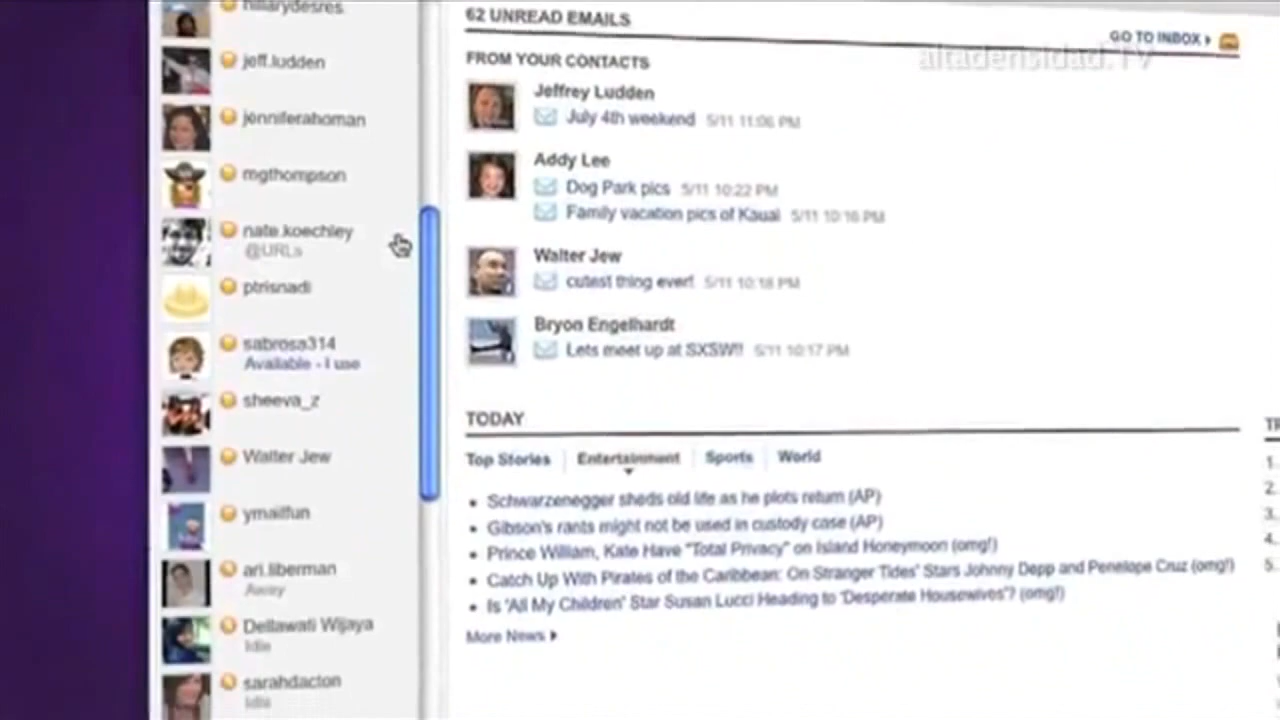 hillarydesres
jeff.ludden
jenniferahoman
mgthompson
nate.koechley
@URLs
ptrisnadi
sabrosa314
Available - I use
sheeva_z
Walter Jew
ymailfun
ari.liberman
Away
Dellawati Wijaya
Idle
sarahdacton
Idle
62 UNREAD EMAILS
GO TO INBOX
altadensidad.TV
FROM YOUR CONTACTS
Jeffrey Ludden
July 4th weekend 5/11 11:06 PM
Addy Lee
Dog Park pics 5/11 10:22 PM
Family vacation pics of Kauai 5/11 10:16 PM
Walter Jew
cutest thing ever! 5/11 10:18 PM
Bryon Engelhardt
Lets meet up at SXSW!! 5/11 10:17 PM
TODAY
Top Stories Entertainment Sports World
• Schwarzenegger sheds old life as he plots return (AP)
• Gibson's rants might not be used in custody case (AP)
• Prince William, Kate Have "Total Privacy" on Island Honeymoon (omg!)
• Catch Up With Pirates of the Caribbean: On Stranger Tides' Stars Johnny Depp and Penelope Cruz (omg!)
• Is 'All My Children' Star Susan Lucci Heading to 'Desperate Housewives'? (omg!)
More News
1.
2.
3.
4.
5.